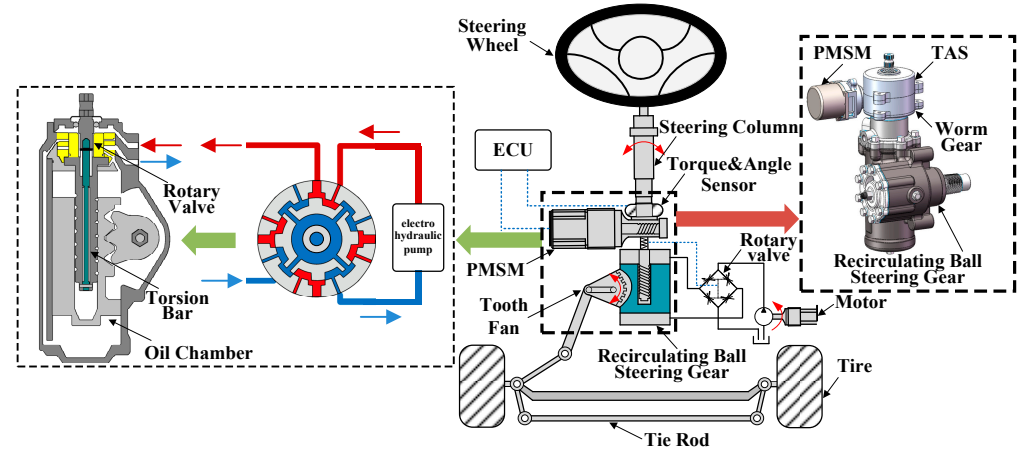 Steering
Wheel
PMSM
TAS
Worm
Gear
Recirculating Ball
Steering Gear
ECU
Steering Column
Torque&Angle
Sensor
Rotary
Valve
electro
hydraulic
pump
PMSM
Rotary
valve
Torsion
Bar
Oil Chamber
Tooth
Fan
Motor
Recirculating Ball
Steering Gear
Tire
Tie Rod